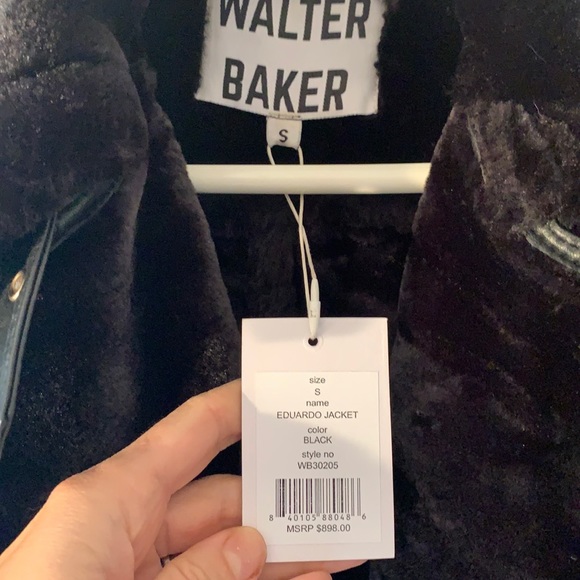 WALTER
BAKER
S
size
S
name
EDUARDO JACKET
color
BLACK
style no
WB30205
8 40105 88048 6
MSRP $898.00